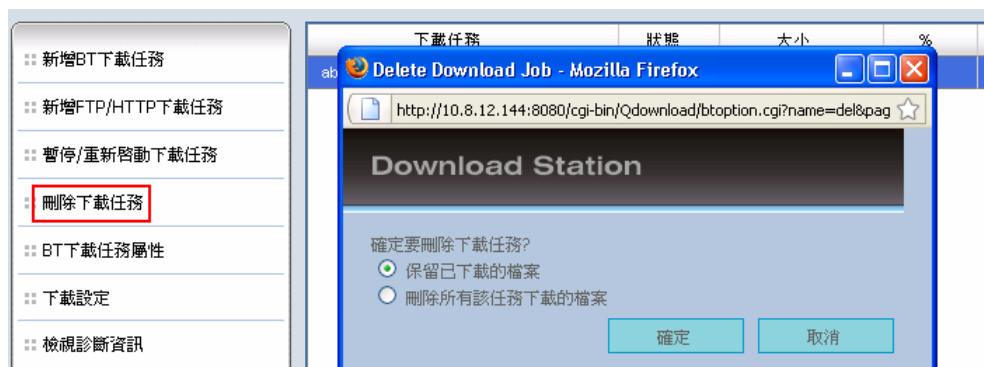 新增BT下載任務
新增FTP/HTTP下載任務
暫停/重新啓動下載任務
刪除下載任務
BT下載任務屬性
下載設定
檢視診斷資訊
下載任務 狀態 大小 %
ab
Delete Download Job - Mozilla Firefox
http://10.8.12.144:8080/cgi-bin/Qdownload/btoption.cgi?name=del&pag
Download Station
確定要刪除下載任務?
保留已下載的檔案
刪除所有該任務下載的檔案
確定 取消